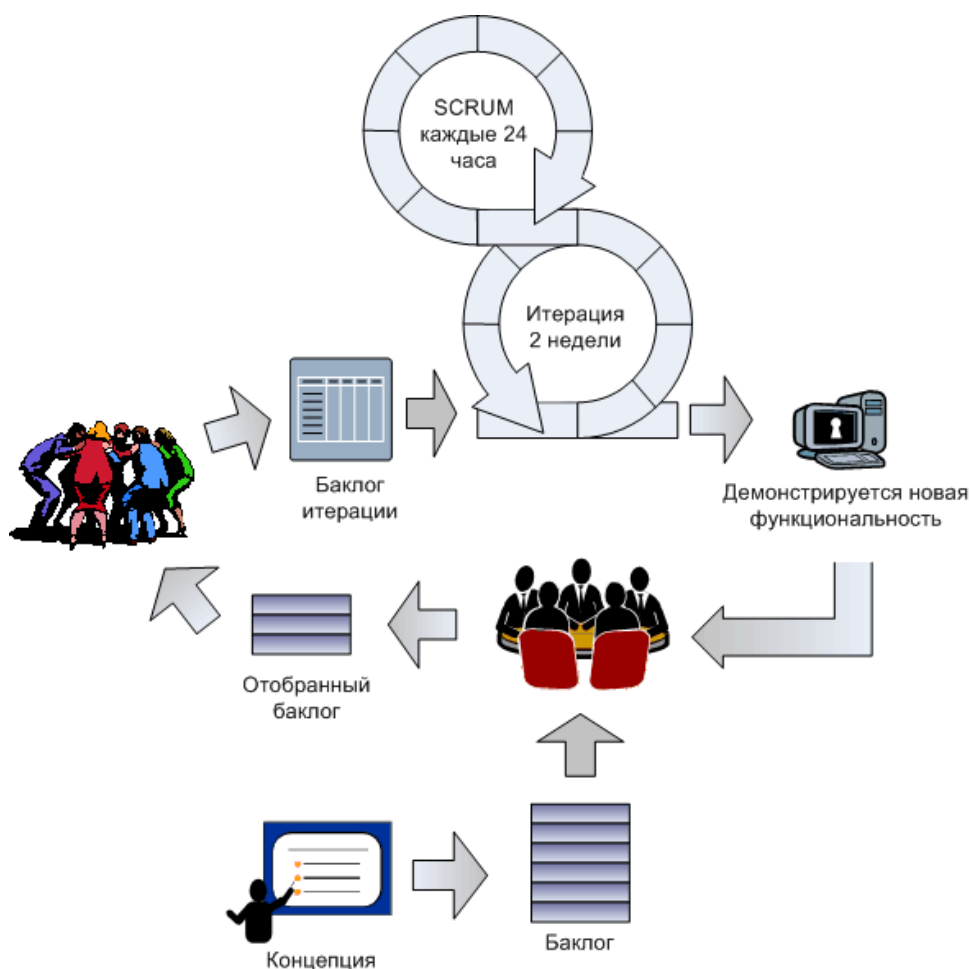 SCRUM
каждые 24
часа
Итерация
2 недели
Баклог
итерации
Демонстрируется новая
функциональность
Отобранный
баклог
Концепция
Баклог